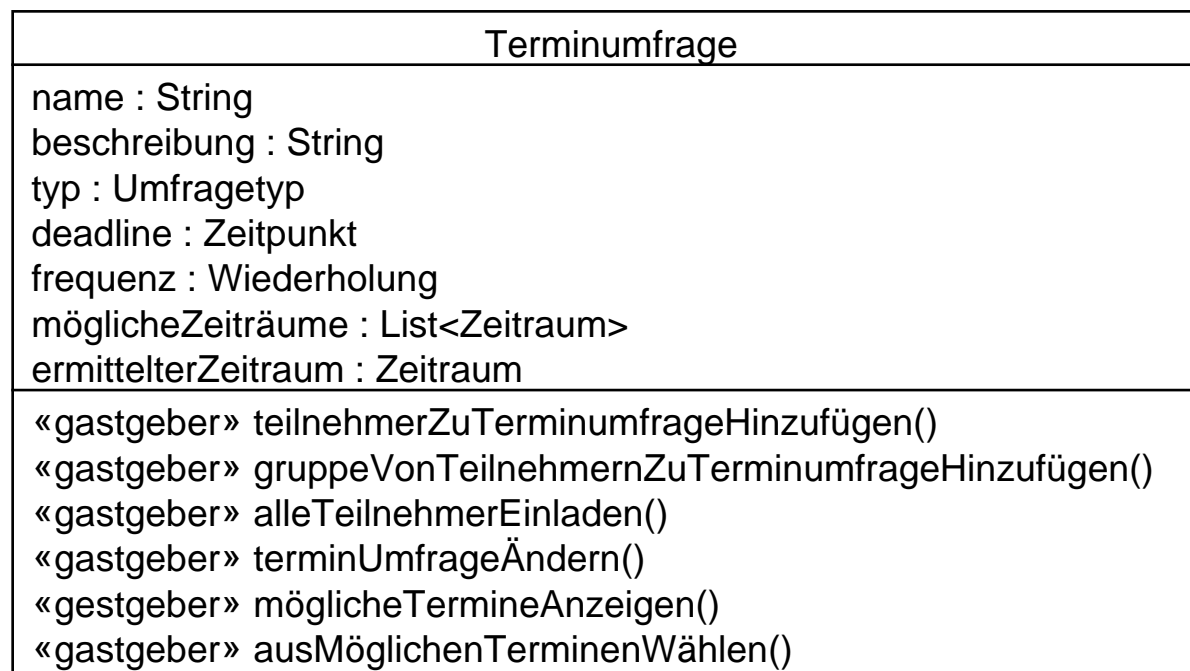 Terminumfrage
name : String
beschreibung : String
typ : Umfragetyp
deadline : Zeitpunkt
frequenz : Wiederholung
möglicheZeiträume : List<Zeitraum>
ermittelterZeitraum : Zeitraum
«gastgeber» teilnehmerZuTerminumfrageHinzufügen()
«gastgeber» gruppeVonTeilnehmernZuTerminumfrageHinzufügen()
«gastgeber» alleTeilnehmerEinladen()
«gastgeber» terminUmfrageÄndern()
«gestgeber» möglicheTermineAnzeigen()
«gastgeber» ausMöglichenTerminenWählen()